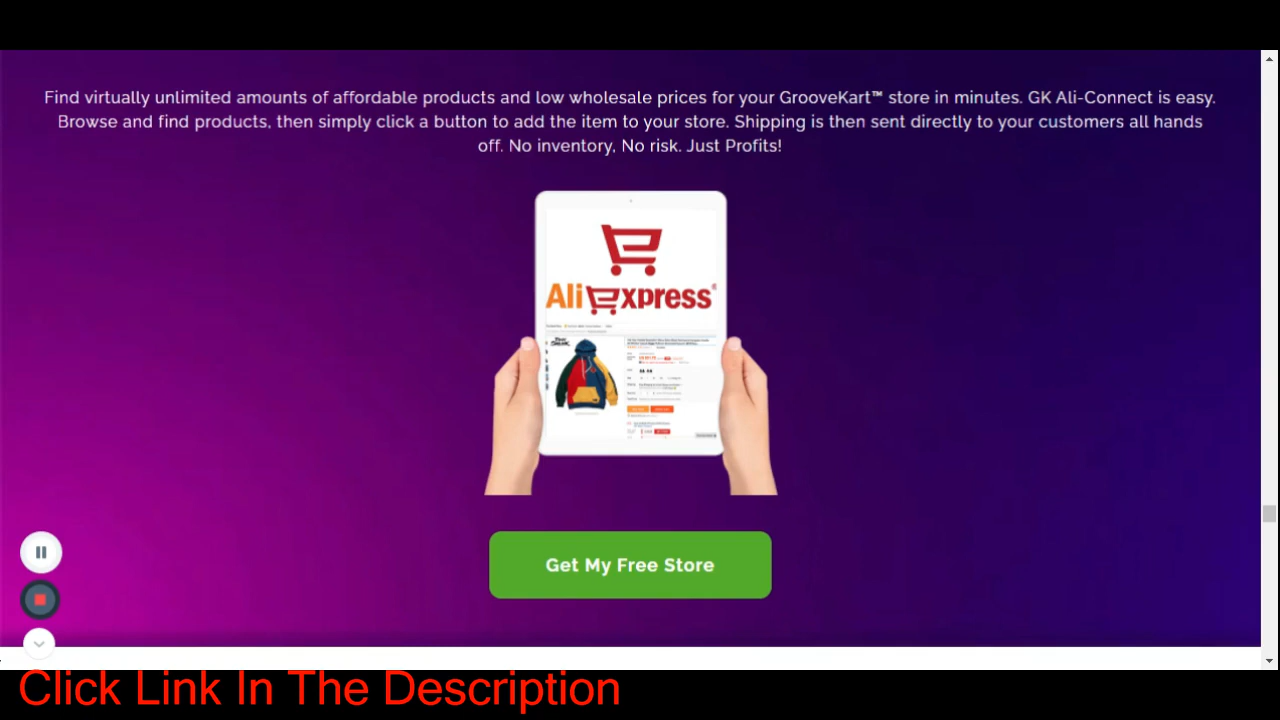 Find virtually unlimited amounts of affordable products and low wholesale prices for your GrooveKart™ store in minutes. GK Ali-Connect is easy.
Browse and find products, then simply click a button to add the item to your store. Shipping is then sent directly to your customers all hands
off. No inventory, No risk. Just Profits!
AliExpress
Get My Free Store
Click Link In The Description